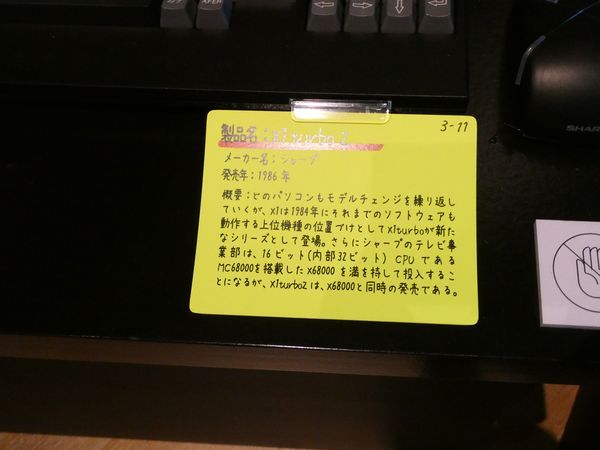 カナ
XFER
←
→
↓
SHAR
3-11
製品名：X1turbo Z
メーカー名：シャープ
発売年：1986年
概要：どのパソコンもモデルチェンジを繰り返し
ていくが、X1は1984年にそれまでのソフトウェアも
動作する上位機種の位置づけとしてX1turboが新た
なシリーズとして登場。さらにシャープのテレビ事
業部は、16ビット(内部32ビット) CPUである
MC68000を搭載したX68000を満を持して投入するこ
とになるが、X1turboZは、X68000と同時の発売である。